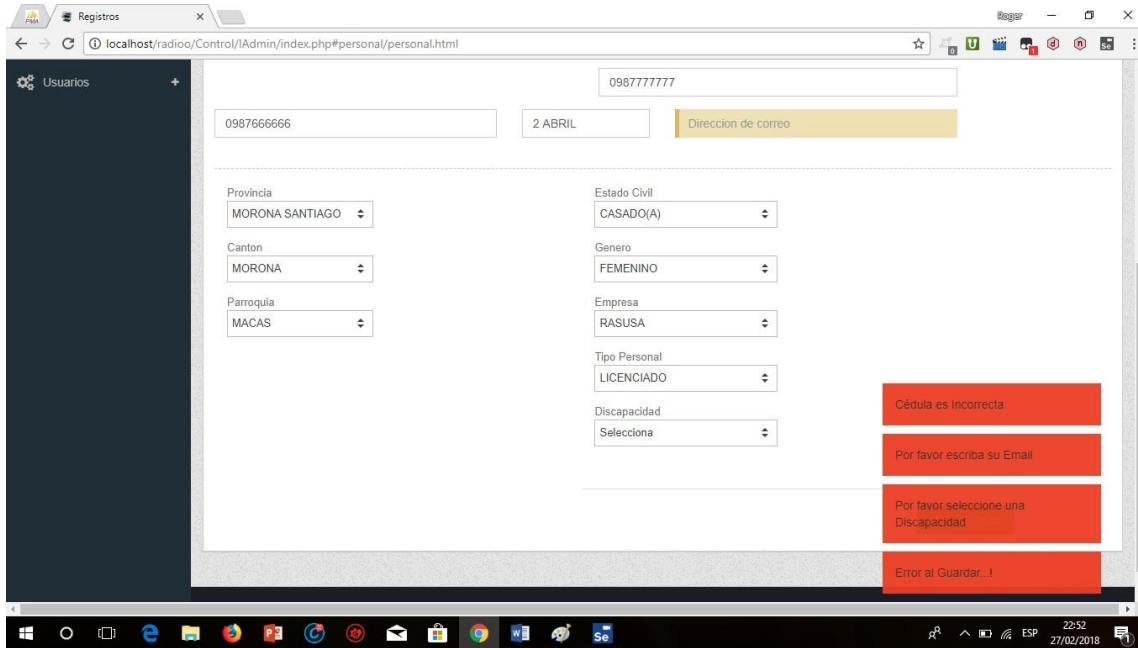 PMA
Registros
Roger
localhost/radioo/Control/IAdmin/index.php#personal/personal.html
Usuarios
0987777777
0987666666
2 ABRIL
Direccion de correo
Provincia
MORONA SANTIAGO
Canton
MORONA
Parroquia
MACAS
Estado Civil
CASADO(A)
Genero
FEMENINO
Empresa
RASUSA
Tipo Personal
LICENCIADO
Discapacidad
Selecciona
Cédula es Incorrecta
Por favor escriba su Email
Por favor seleccione una
Discapacidad
Error al Guardar...!
Se
ESP
22:52
27/02/2018